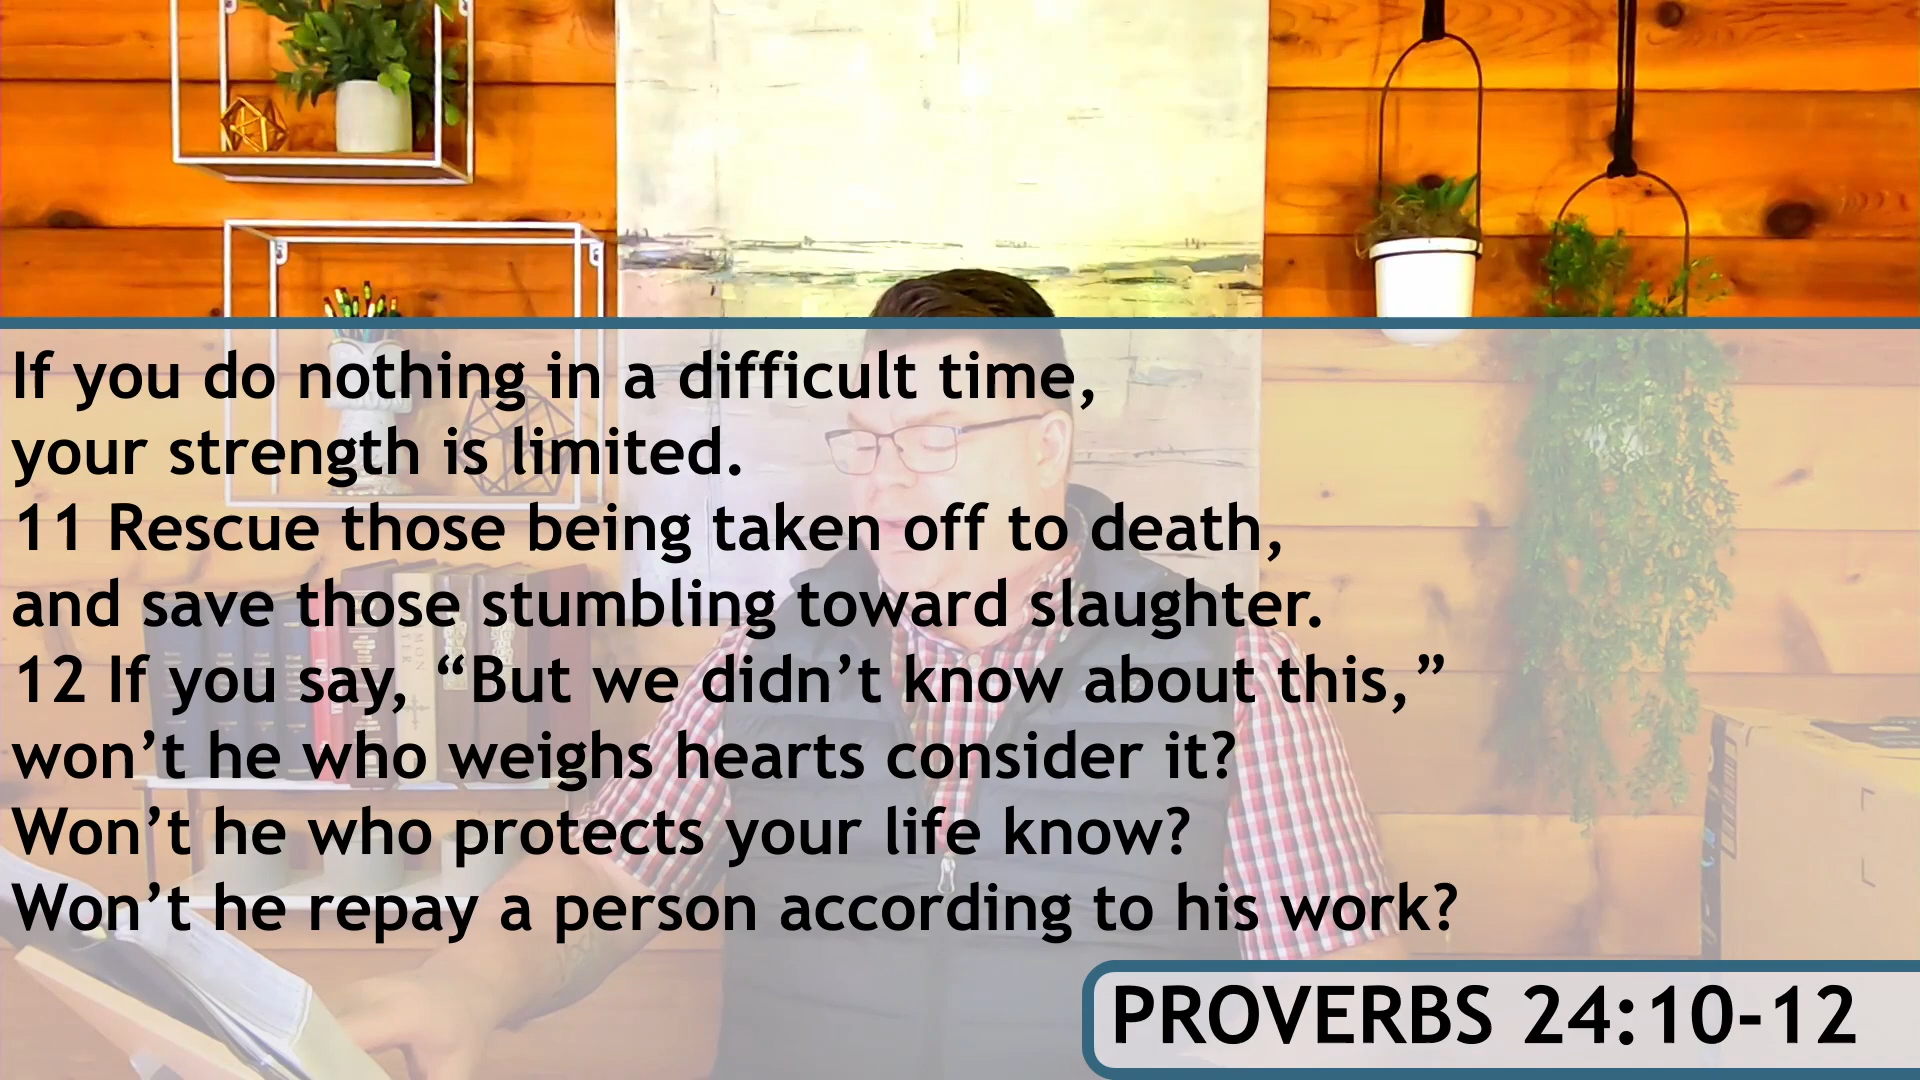 If you do nothing in a difficult time,
your strength is limited.
11 Rescue those being taken off to death,
and save those stumbling toward slaughter.
12 If you say, “But we didn’t know about this,”
won’t he who weighs hearts consider it?
Won’t he who protects your life know?
Won’t he repay a person according to his work?
PROVERBS 24:10-12